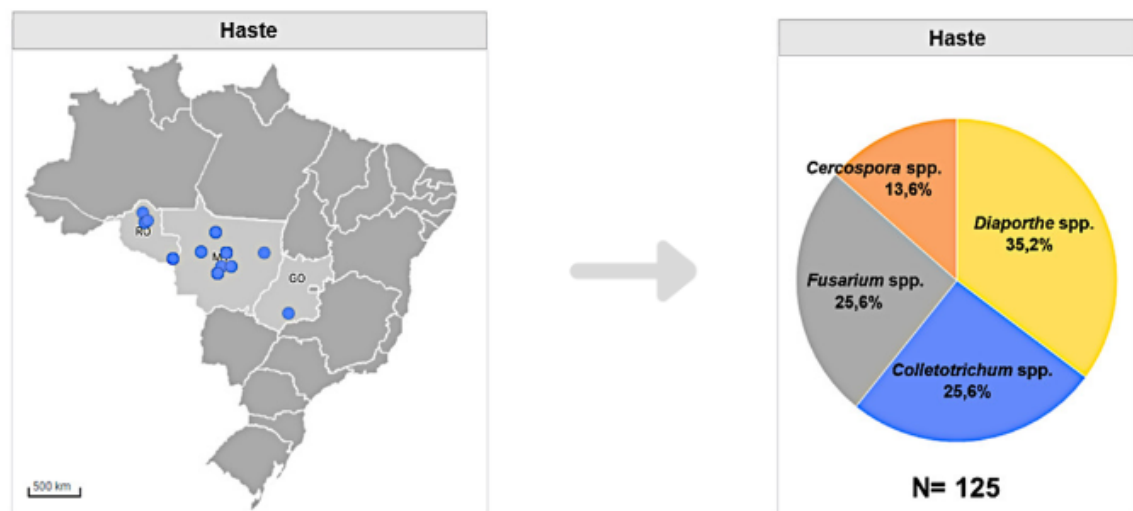 Haste
RO
GO
500 km
Haste
Cercospora spp.
13,6%
Diaporthe spp.
35,2%
Fusarium spp.
25,6%
Colletotrichum spp.
25,6%
N= 125